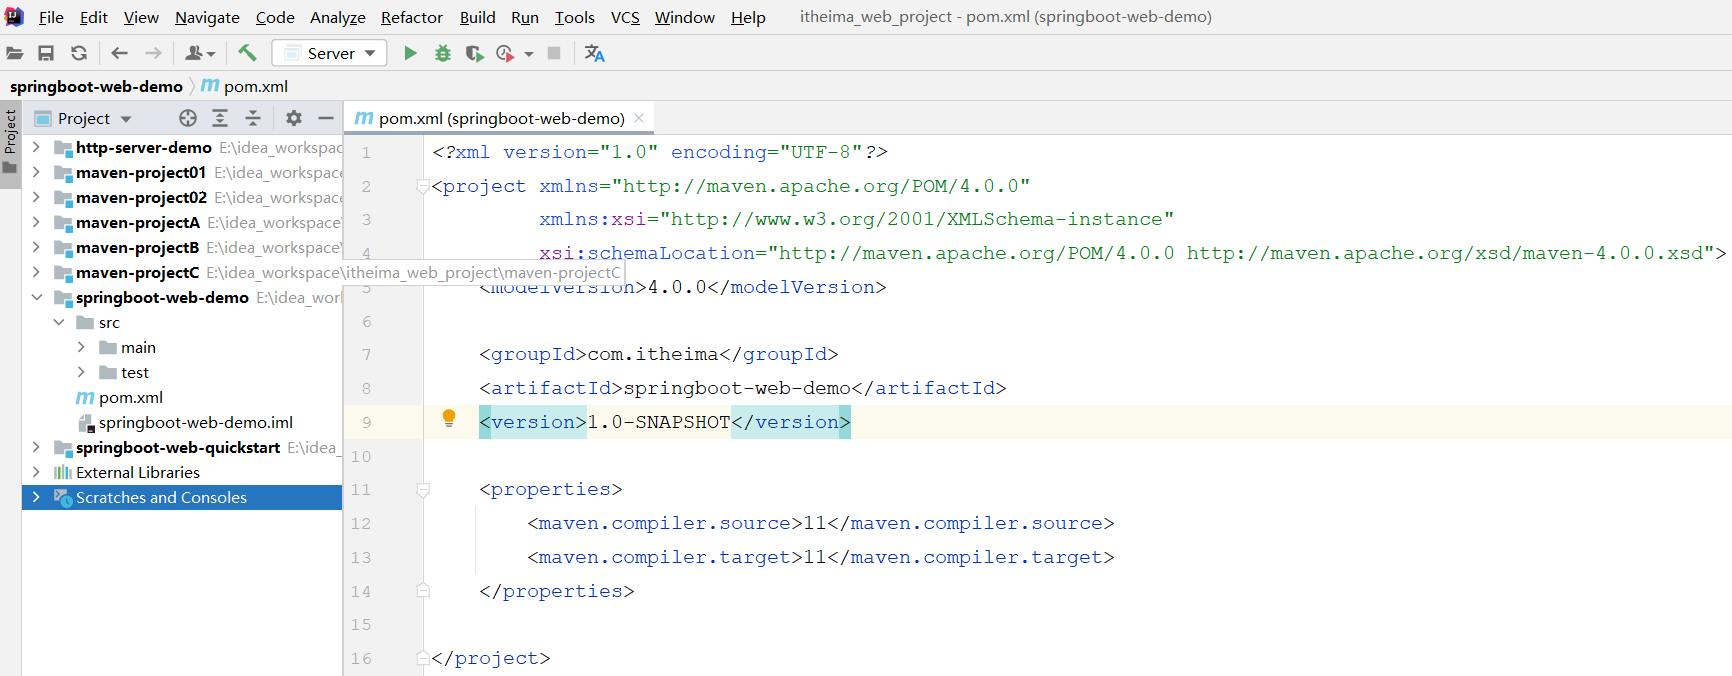 File Edit View Navigate Code Analyze Refactor Build Run Tools VCS Window Help itheima_web_project - pom.xml (springboot-web-demo)
Server
springboot-web-demo pom.xml
Project
Project
pom.xml (springboot-web-demo)
http-server-demo E:\idea_workspac
maven-project01 E:\idea_workspace
maven-project02 E:\idea_workspace
maven-projectA E:\idea_workspace\
maven-projectB E:\idea_workspace\
maven-projectC E:\idea_workspace\itheima_web_project\maven-projectC
springboot-web-demo E:\idea_worl
src
main
test
pom.xml
springboot-web-demo.iml
springboot-web-quickstart E:\idea_
External Libraries
Scratches and Consoles
1 <?xml version="1.0" encoding="UTF-8"?>
2 <project xmlns="http://maven.apache.org/POM/4.0.0"
3 xmlns:xsi="http://www.w3.org/2001/XMLSchema-instance"
4 xsi:schemaLocation="http://maven.apache.org/POM/4.0.0 http://maven.apache.org/xsd/maven-4.0.0.xsd">
5 <modelVersion>4.0.0</modelVersion>
6
7 <groupId>com.itheima</groupId>
8 <artifactId>springboot-web-demo</artifactId>
9 <version>1.0-SNAPSHOT</version>
10
11 <properties>
12 <maven.compiler.source>11</maven.compiler.source>
13 <maven.compiler.target>11</maven.compiler.target>
14 </properties>
15
16 </project>